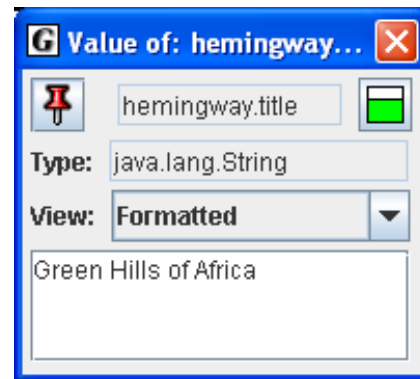 G Value of: hemingway...
hemingway.title
Type: java.lang.String
View: Formatted
Green Hills of Africa